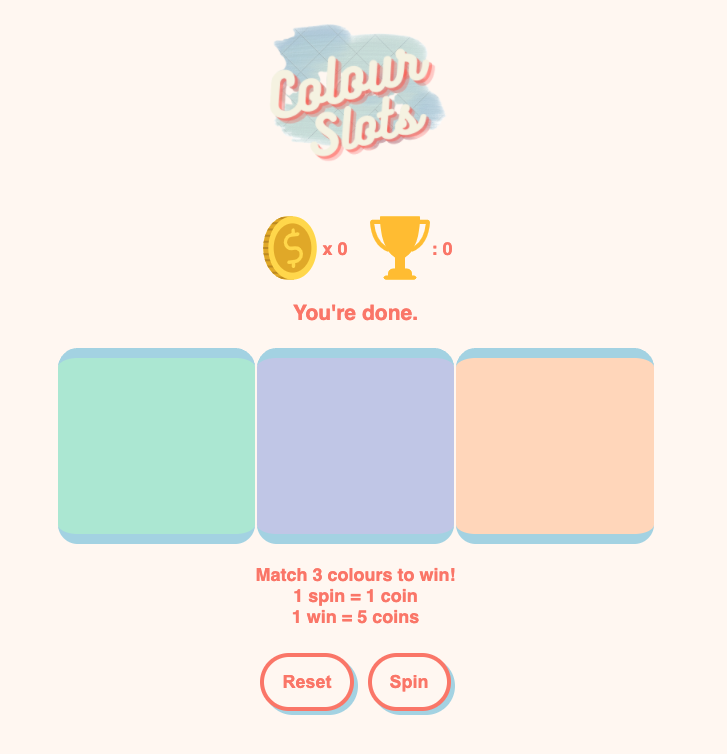 Colour
Slots
$ x 0 : 0
You're done.
Match 3 colours to win!
1 spin = 1 coin
1 win = 5 coins
Reset Spin